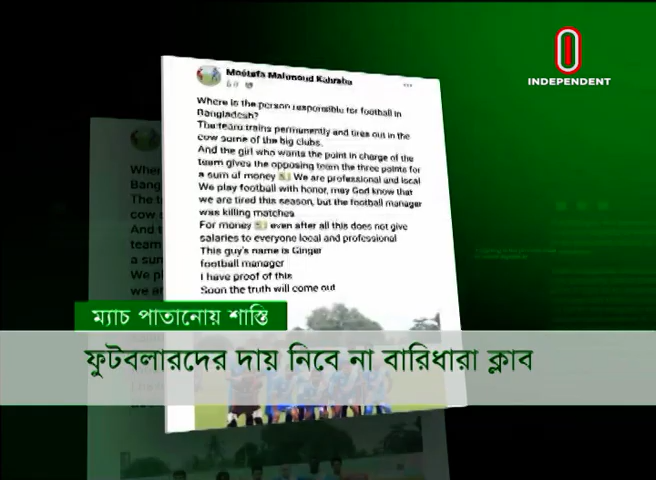 INDEPENDENT
Mostafa Mahmoud Kahraba
Where is the person responsible for football in
Bangladesh?
The team trains permanently and tires out in the
cow some of the big clubs.
And the girl who wants the point in charge of the
team gives the opposing team the three points for
a sum of money We are professional and local
We play football with honor, may God know that
we are tired this season, but the football manager
was killing matches
For money even after all this does not give
salaries to everyone local and professional
This guy's name is Ginger
football manager
I have proof of this
Soon the truth will come out
ম্যাচ পাতানোয় শাস্তি
ফুটবলারদের দায় নিবে না বারিধারা ক্লাব